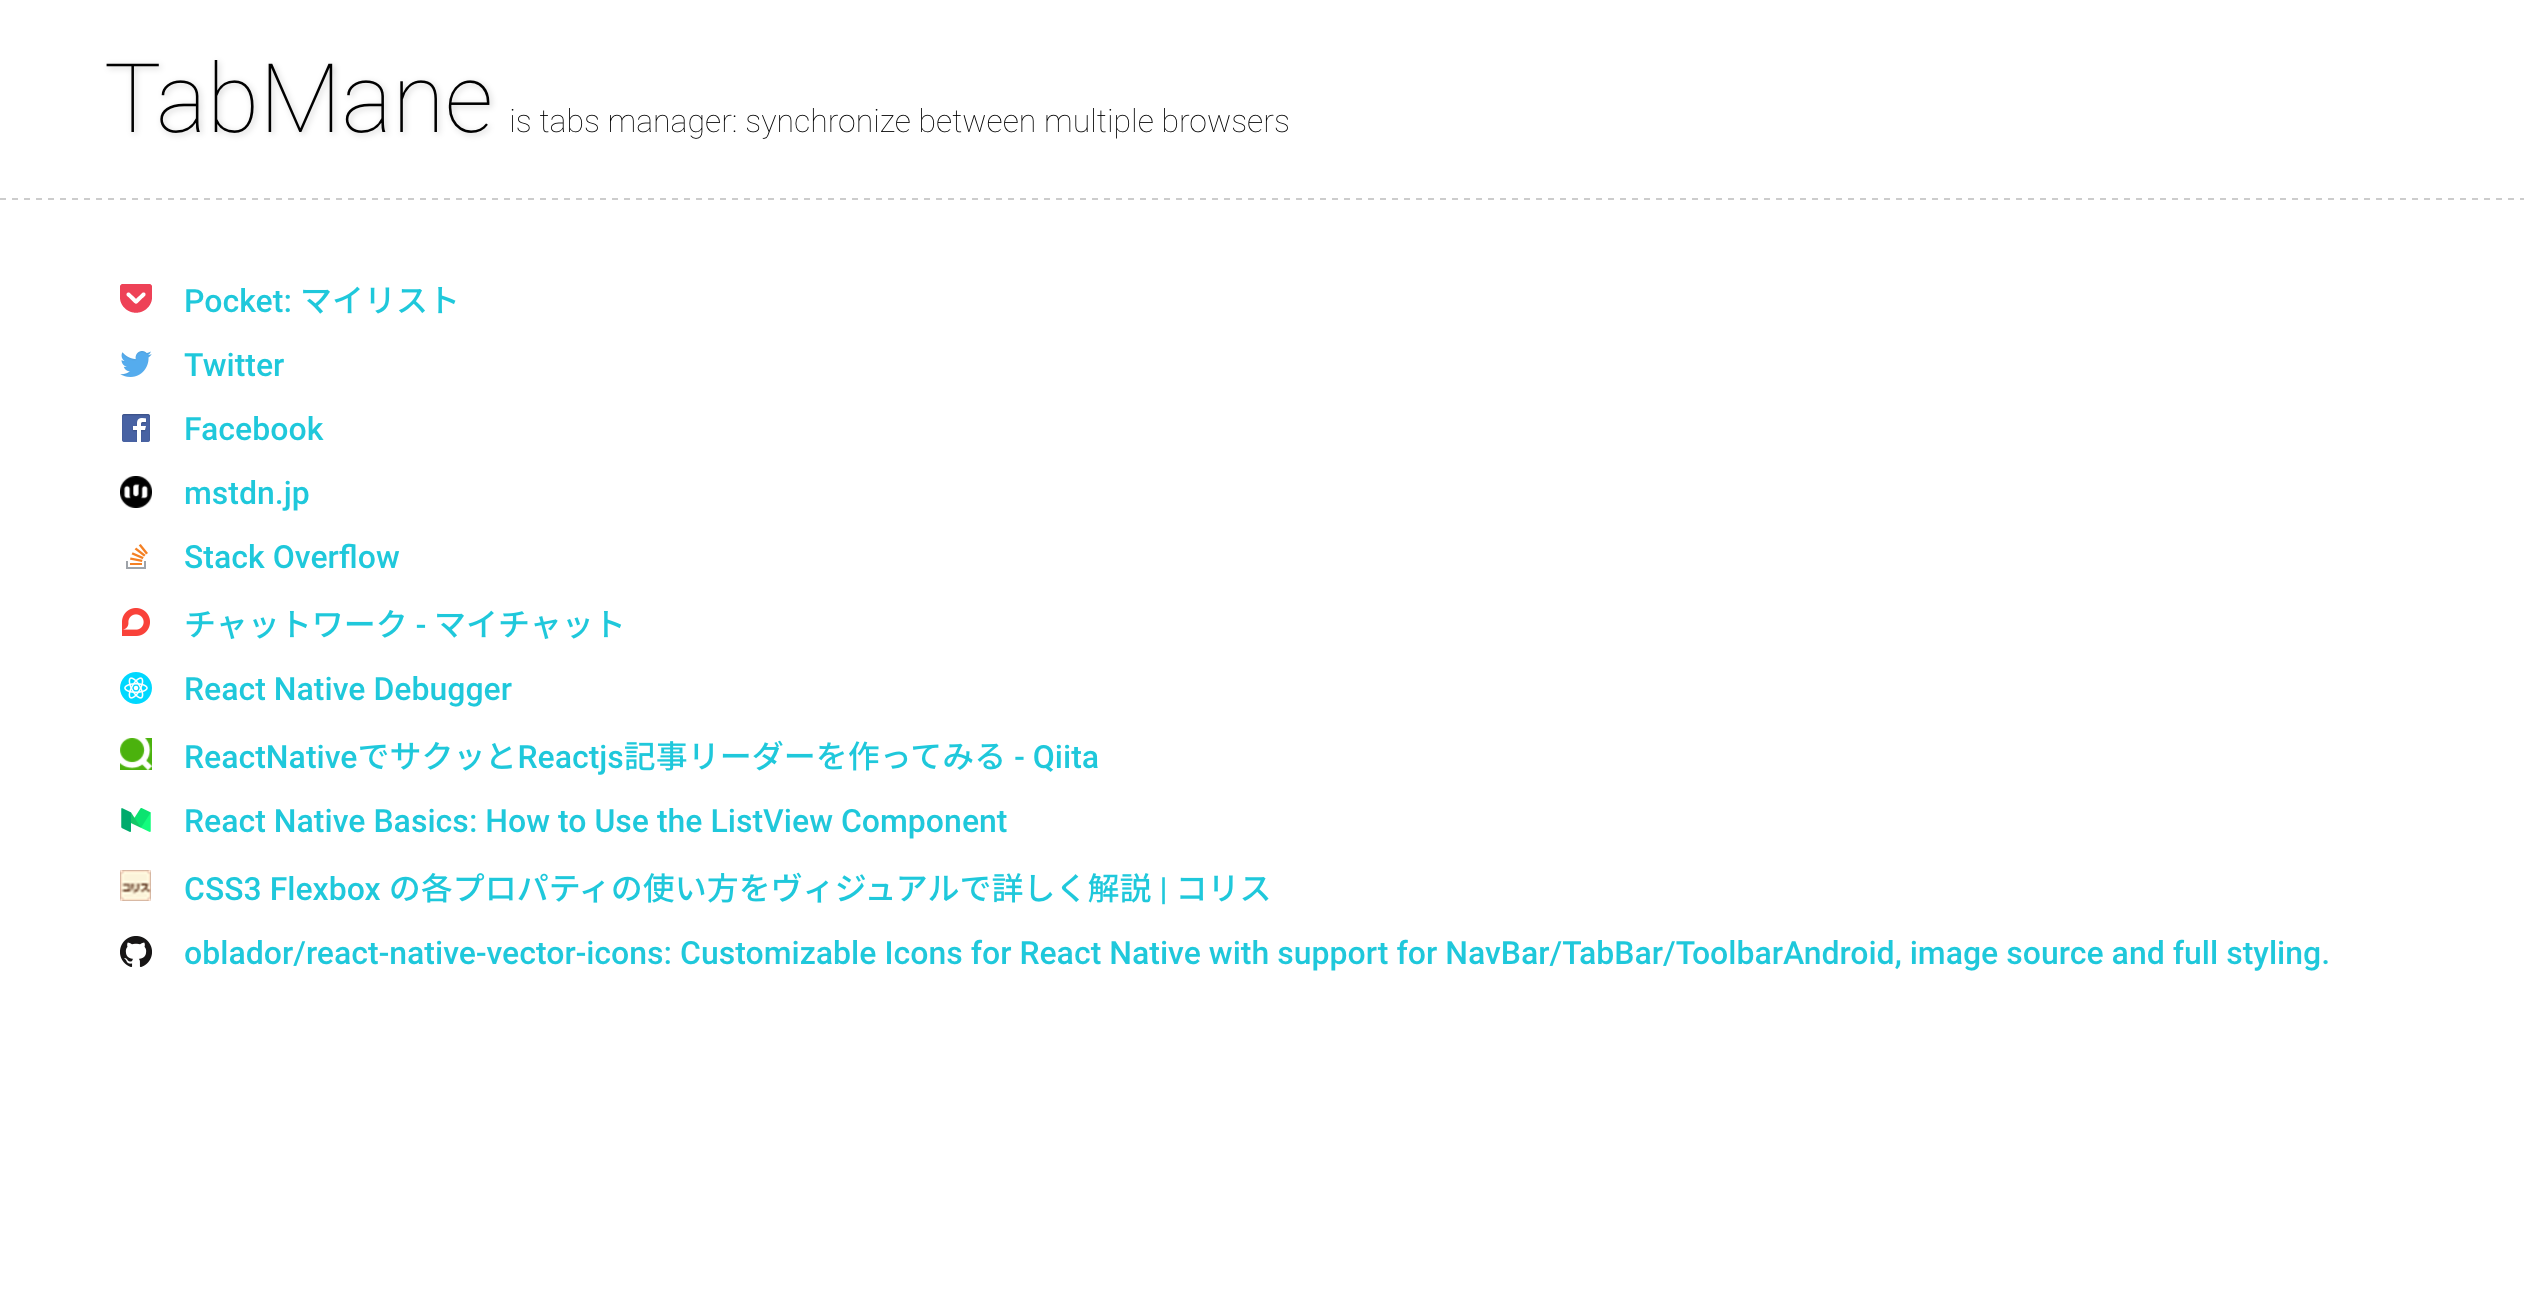 TabMane is tabs manager: synchronize between multiple browsers
Pocket: マイリスト
Twitter
Facebook
mstdn.jp
Stack Overflow
チャットワーク - マイチャット
React Native Debugger
ReactNativeでサクッとReactjs記事リーダーを作ってみる - Qiita
React Native Basics: How to Use the ListView Component
コリス CSS3 Flexbox の各プロパティの使い方をヴィジュアルで詳しく解説 | コリス
oblador/react-native-vector-icons: Customizable Icons for React Native with support for NavBar/TabBar/ToolbarAndroid, image source and full styling.